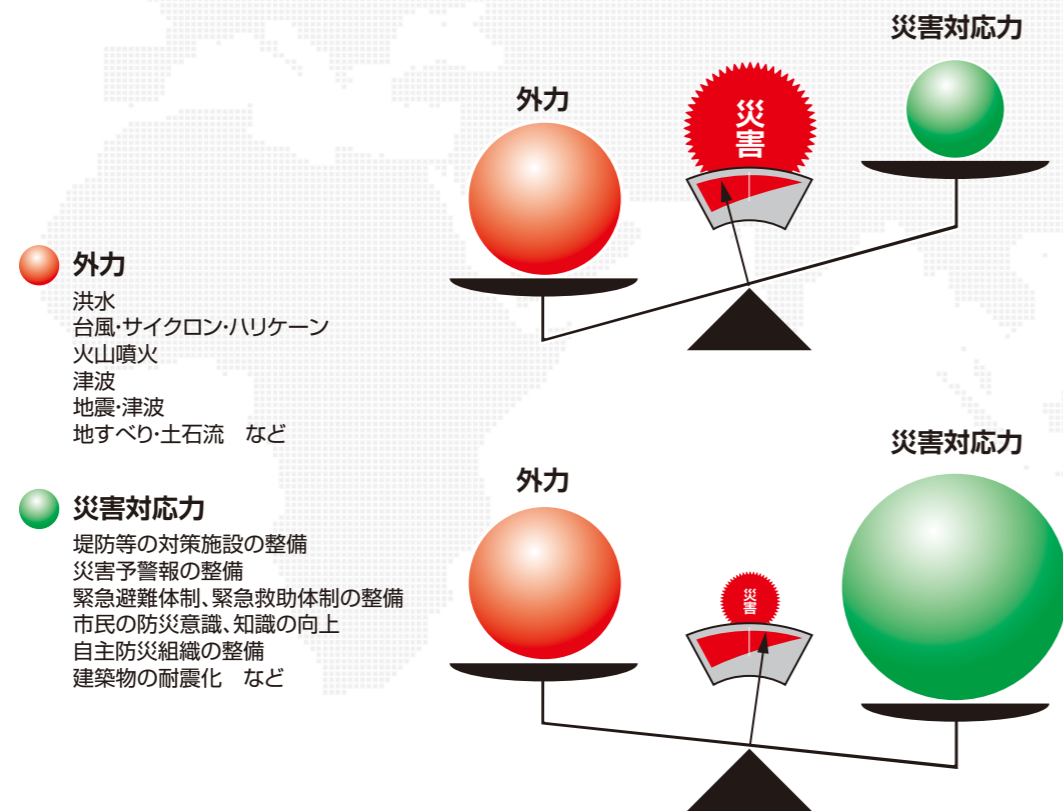 災害対応力
外力
災害
外力
洪水
台風・サイクロン・ハリケーン
火山噴火
津波
地震・津波
地すべり・土石流　など
災害対応力
外力
災害対応力
堤防等の対策施設の整備
災害予警報の整備
緊急避難体制、緊急救助体制の整備
市民の防災意識、知識の向上
自主防災組織の整備
建築物の耐震化　など
災害